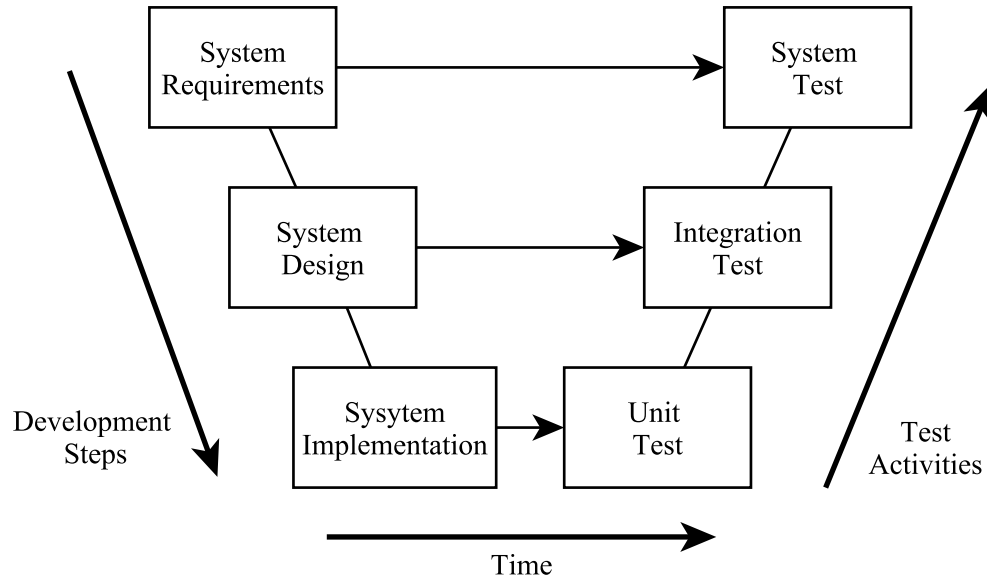 System
Requirements
System
Test
System
Design
Integration
Test
Development
Steps
Sysytem
Implementation
Unit
Test
Test
Activities
Time